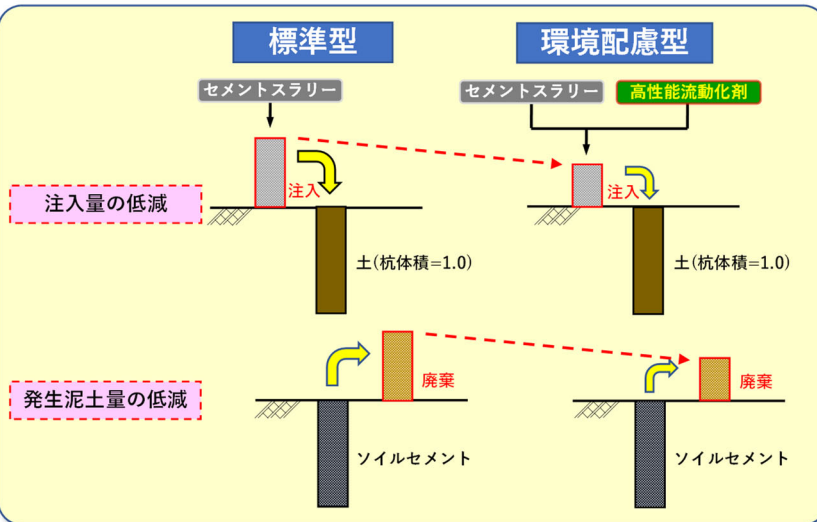 標準型
環境配慮型
セメントスラリー
セメントスラリー
高性能流動化剤
注入量の低減
注入
注入
土(杭体積=1.0)
土(杭体積=1.0)
発生泥土量の低減
廃棄
廃棄
ソイルセメント
ソイルセメント